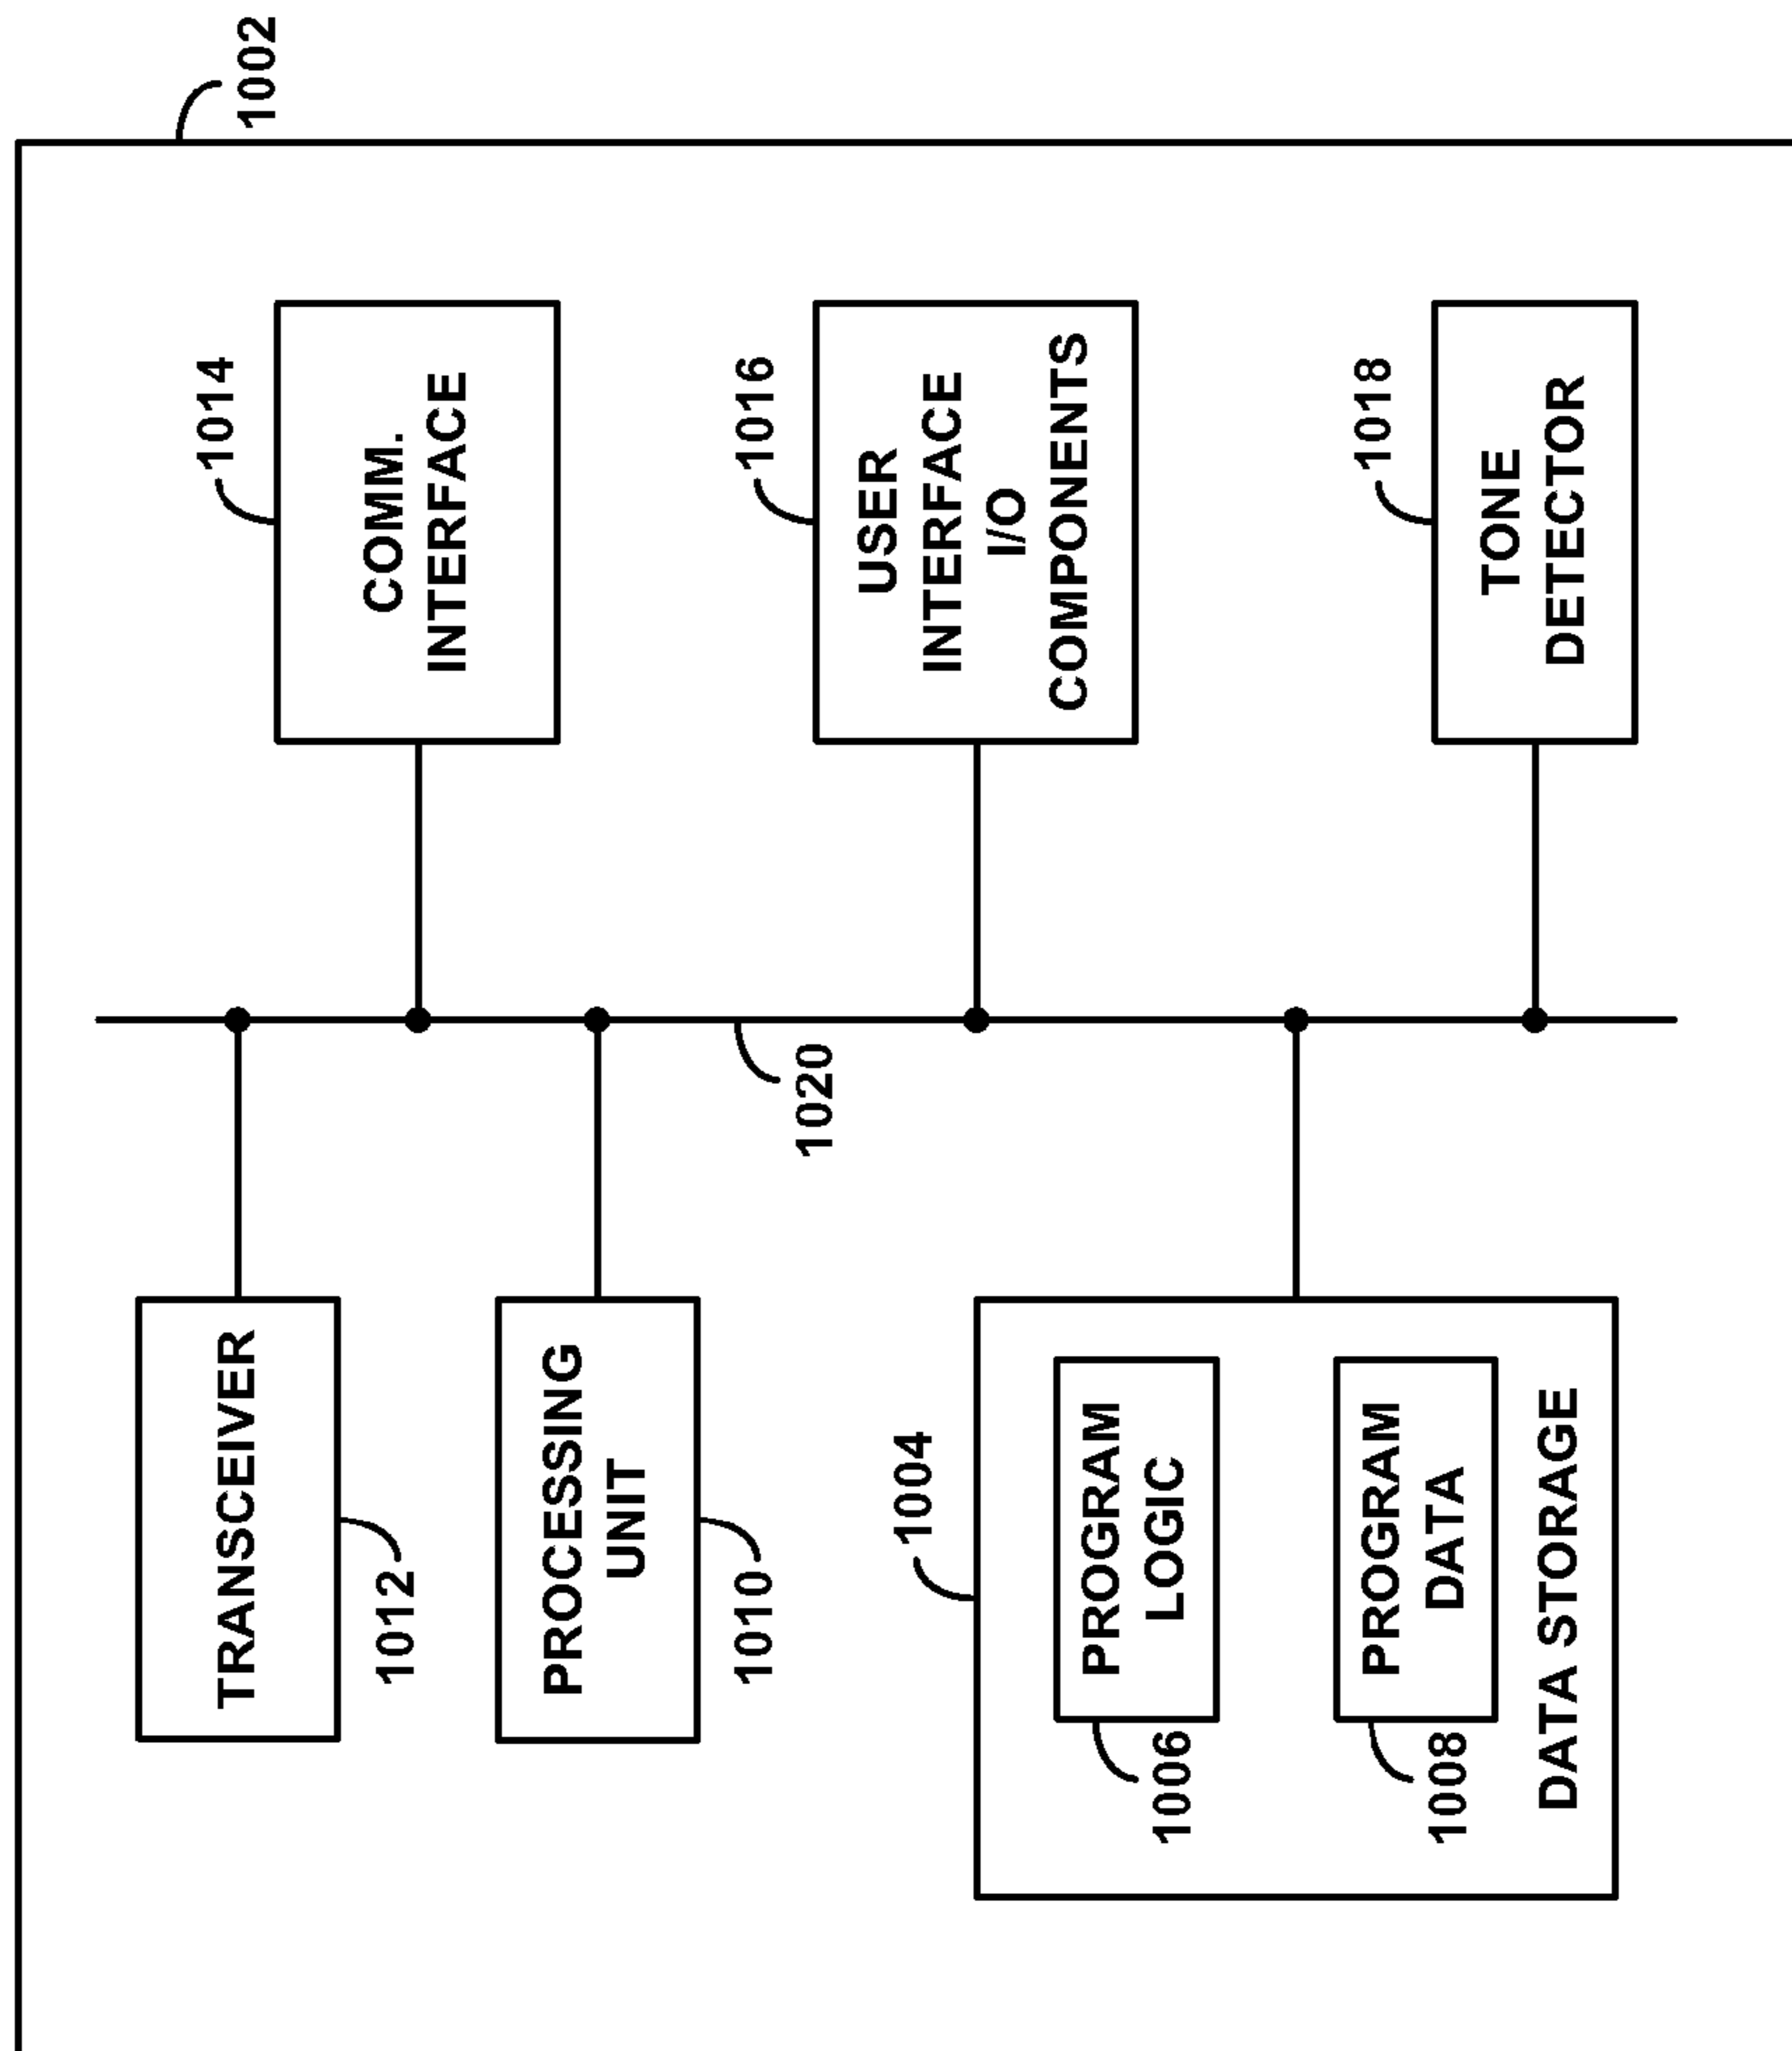 1002
1014
COMM.
INTERFACE
1016
USER
INTERFACE
I/O
COMPONENTS
1018
TONE
DETECTOR
1020
TRANSCEIVER
1012
PROCESSING
UNIT
1010
1004
PROGRAM
LOGIC
1006
PROGRAM
DATA
1008
DATA STORAGE